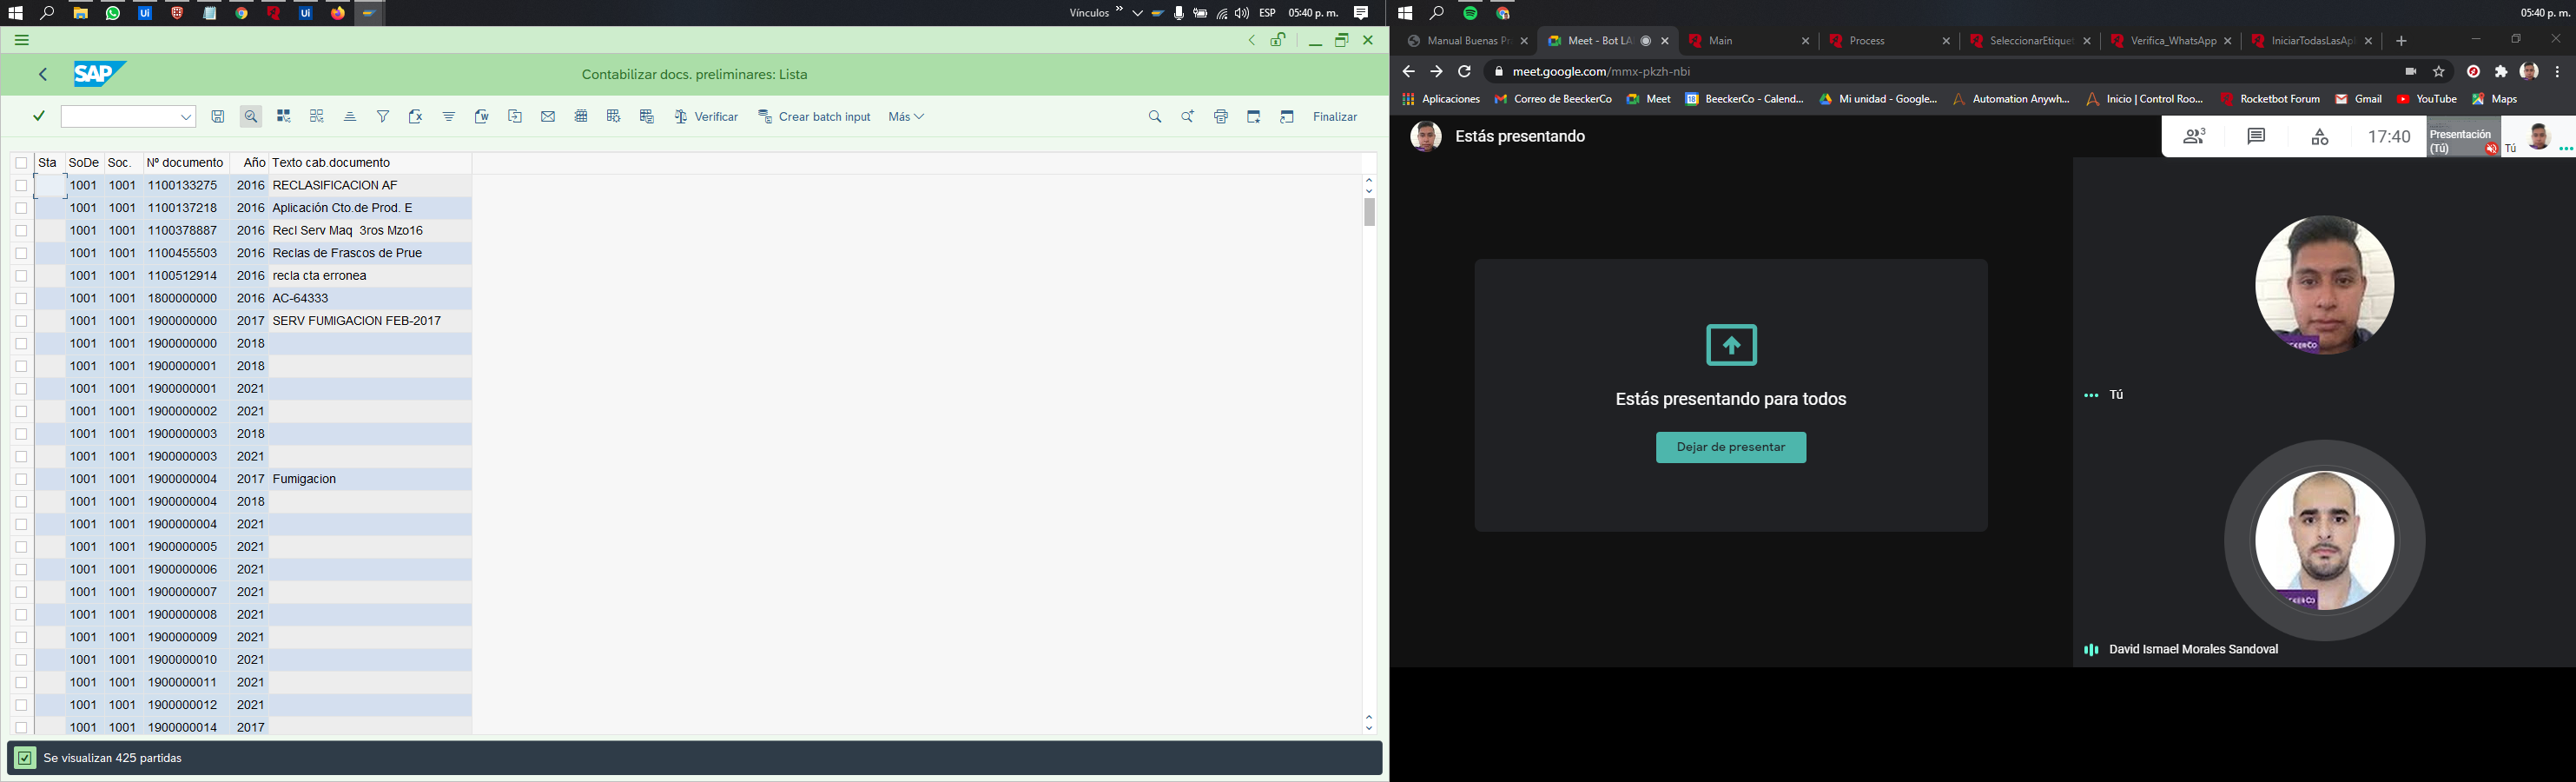 Vínculos » ESP 05:40 p. m.
SAP
Contabilizar docs. preliminares: Lista
Verificar Crear batch input Más Finalizar
Sta SoDe Soc. Nº documento Año Texto cab.documento
1001 1001 1100133275 2016 RECLASIFICACION AF
1001 1001 1100137218 2016 Aplicación Cto.de Prod. E
1001 1001 1100378887 2016 Recl Serv Maq 3ros Mzo16
1001 1001 1100455503 2016 Reclas de Frascos de Prue
1001 1001 1100512914 2016 recla cta erronea
1001 1001 1800000000 2016 AC-64333
1001 1001 1900000000 2017 SERV FUMIGACION FEB-2017
1001 1001 1900000000 2018
1001 1001 1900000001 2018
1001 1001 1900000001 2021
1001 1001 1900000002 2021
1001 1001 1900000003 2018
1001 1001 1900000003 2021
1001 1001 1900000004 2017 Fumigacion
1001 1001 1900000004 2018
1001 1001 1900000004 2021
1001 1001 1900000005 2021
1001 1001 1900000006 2021
1001 1001 1900000007 2021
1001 1001 1900000008 2021
1001 1001 1900000009 2021
1001 1001 1900000010 2021
1001 1001 1900000011 2021
1001 1001 1900000012 2021
1001 1001 1900000014 2017
Se visualizan 425 partidas
05:40 p. m.
Manual Buenas Pr Meet - Bot LA Main Process SeleccionarEtiquet Verifica_WhatsApp IniciarTodasLasApl
meet.google.com/mmx-pkzh-nbi
Aplicaciones Correo de BeeckerCo Meet BeeckerCo - Calend... Mi unidad - Google... Automation Anywh... Inicio | Control Roo... Rocketbot Forum Gmail YouTube Maps
Estás presentando
3 17:40 Presentación (Tú) Tú
Estás presentando para todos
Dejar de presentar
Tú
David Ismael Morales Sandoval